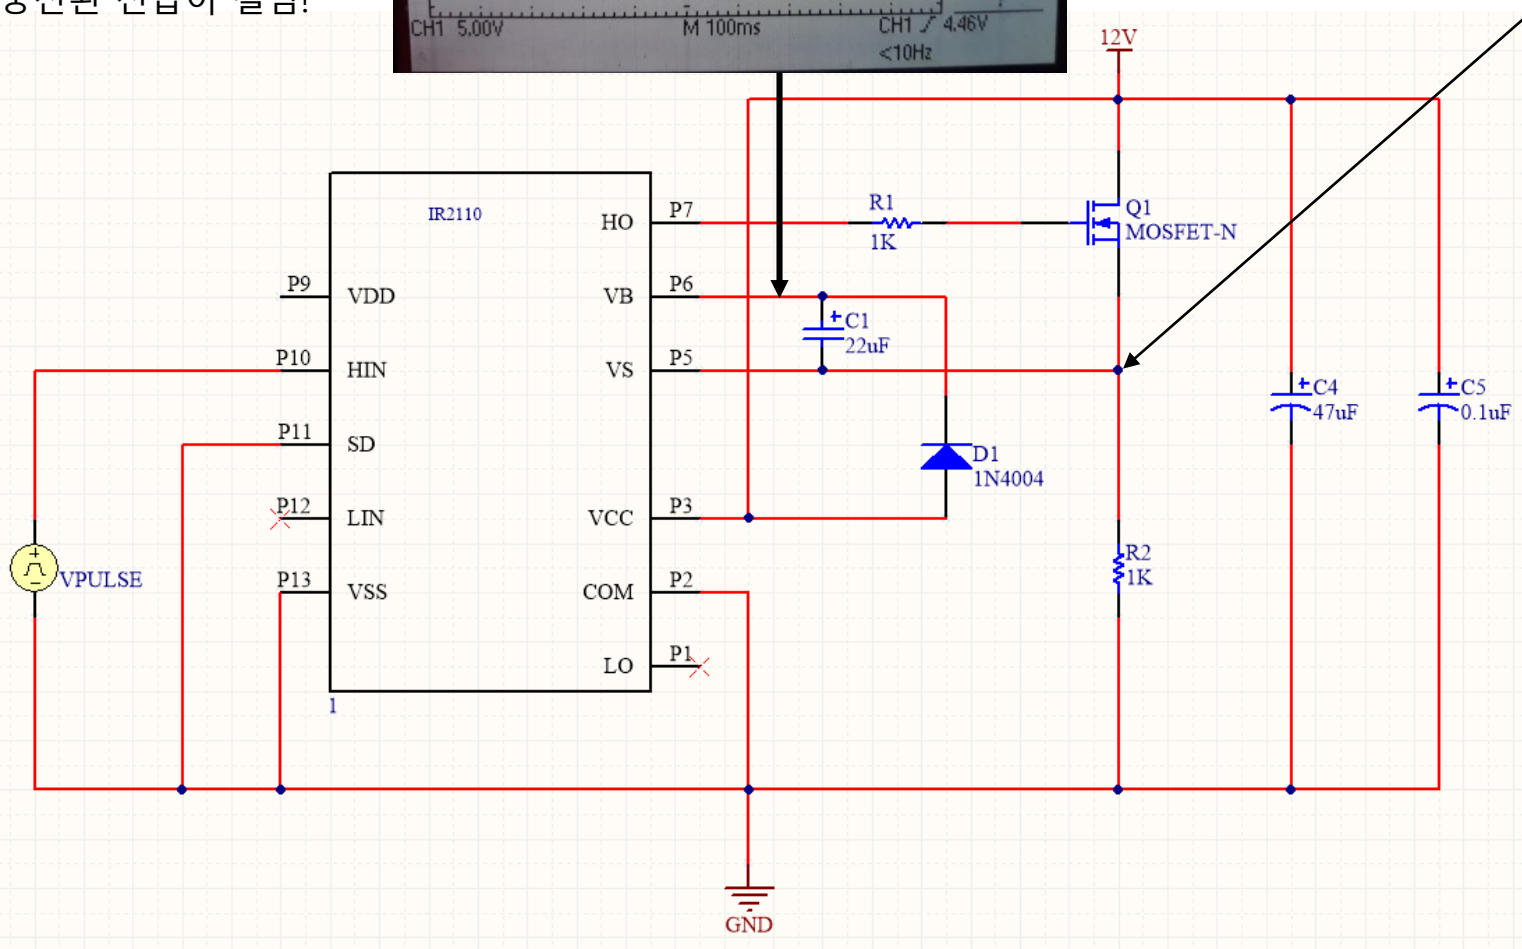 CH1 5.00V M 100ms CH1 / 4.46V
<10Hz
12V
IR2110
HO P7
R1
1K
Q1
MOSFET-N
P9 VDD
VB P6
C1
22uF
P10 HIN
VS P5
C4
47uF
C5
0.1uF
P11 SD
D1
1N4004
P12 LIN
VCC P3
VPULSE
P13 VSS
COM P2
R2
1K
LO P1
1
GND